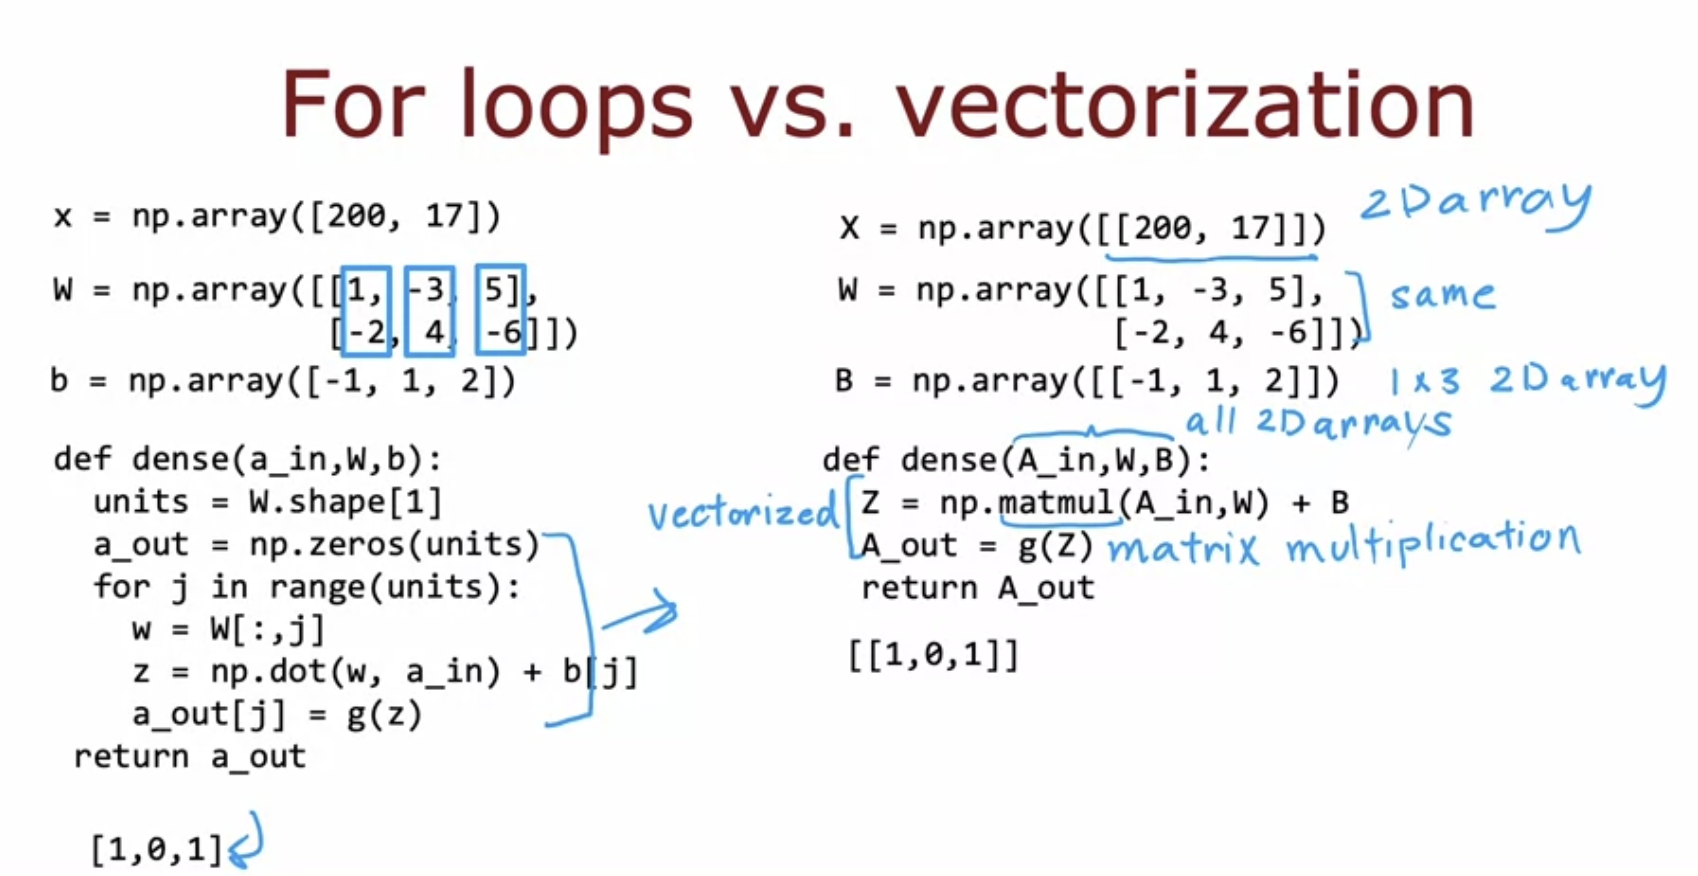 For loops vs. vectorization
x = np.array([200, 17])
W = np.array([[1, -3, 5],
[-2, 4, -6]])
b = np.array([-1, 1, 2])
def dense(a_in,W,b):
units = W.shape[1]
a_out = np.zeros(units)
for j in range(units):
w = W[:,j]
z = np.dot(w, a_in) + b[j]
a_out[j] = g(z)
return a_out
[1,0,1]
X = np.array([[200, 17]]) 2D array
W = np.array([[1, -3, 5],
[-2, 4, -6]])
same
B = np.array([[-1, 1, 2]]) 1 x 3 2D array
all 2D arrays
def dense(A_in,W,B):
vectorized
Z = np.matmul(A_in,W) + B
A_out = g(Z) matrix multiplication
return A_out
[[1,0,1]]